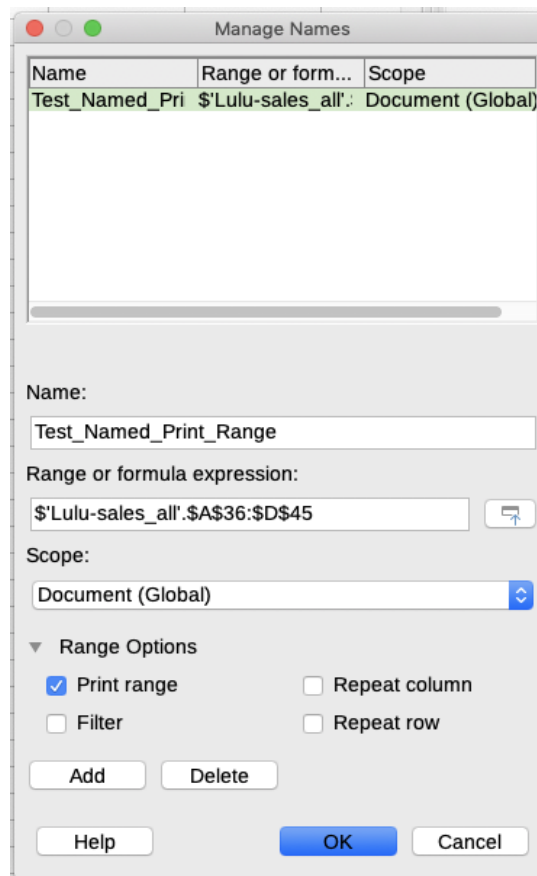 Manage Names
Name Range or form... Scope
Test_Named_Pri $'Lulu-sales_all'.: Document (Global)
Name:
Test_Named_Print_Range
Range or formula expression:
$'Lulu-sales_all'.$A$36:$D$45
Scope:
Document (Global)
Range Options
Print range Repeat column
Filter Repeat row
Add Delete
Help OK Cancel